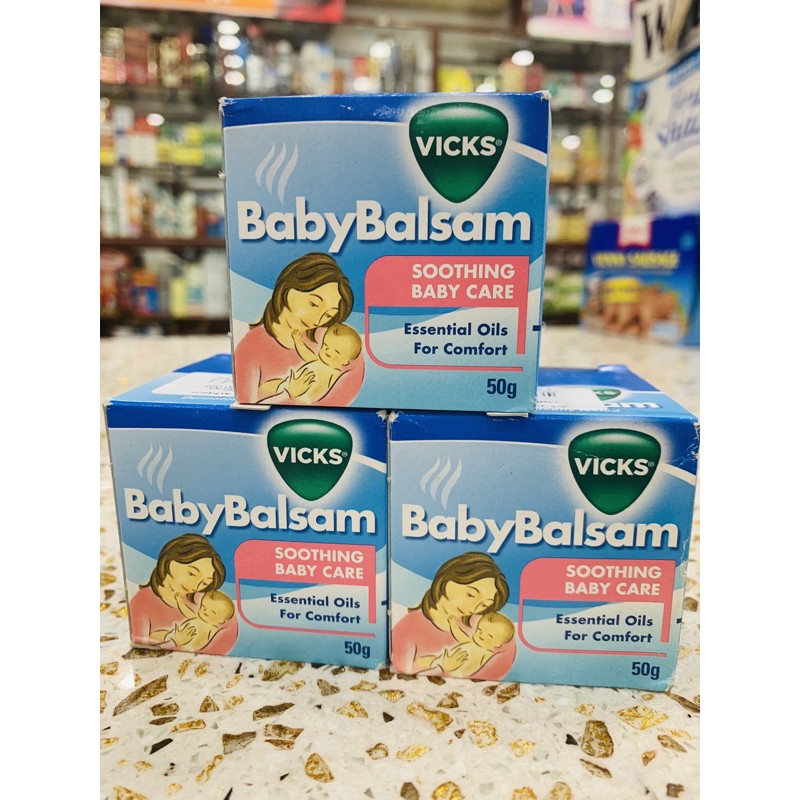 VICKS
BabyBalsam
SOOTHING
BABY CARE
Essential Oils
For Comfort
50g
VICKS
BabyBalsam
SOOTHING
BABY CARE
Essential Oils
For Comfort
50g
VICKS
BabyBalsam
SOOTHING
BABY CARE
Essential Oils
For Comfort
50g